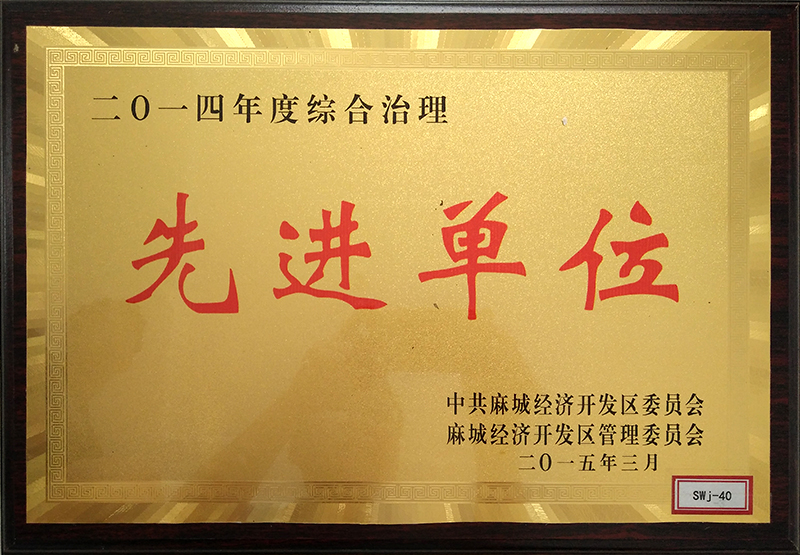 二〇一四年度综合治理
先进单位
中共麻城经济开发区委员会
麻城经济开发区管理委员会
二〇一五年三月
SWj-40